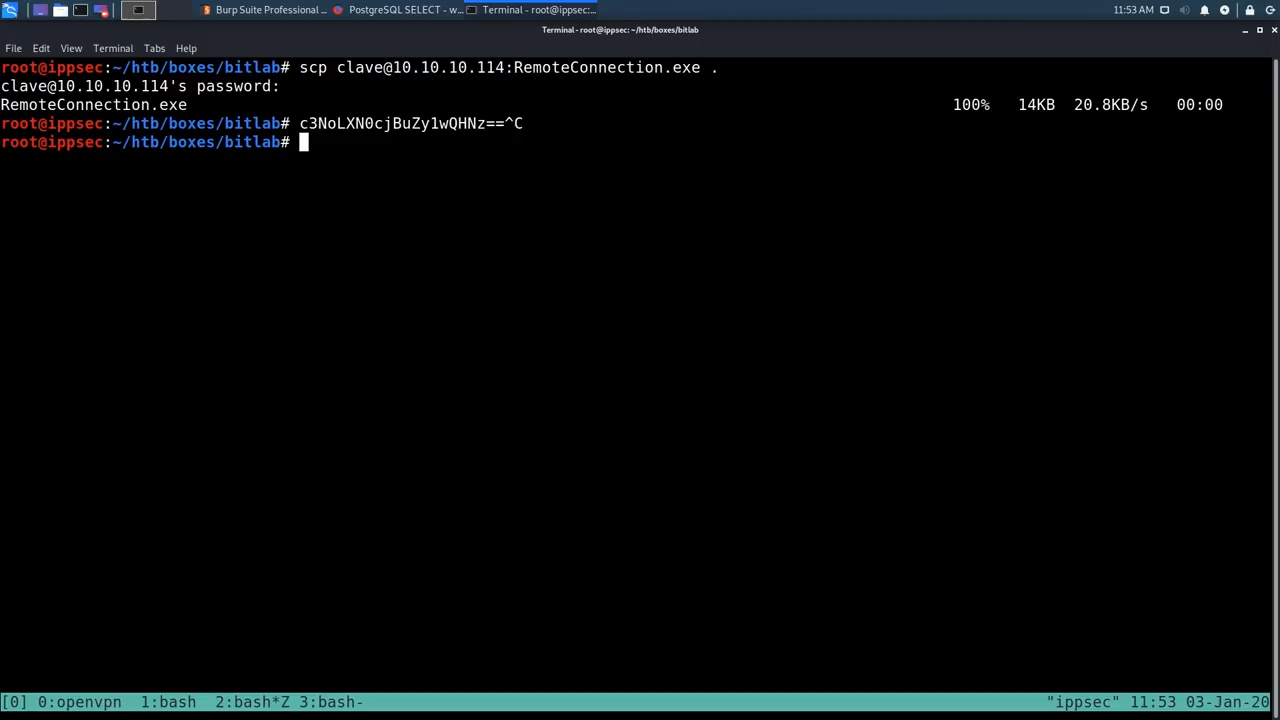 Burp Suite Professional ... PostgreSQL SELECT - w... Terminal - root@ippsec:... 11:53 AM
Terminal - root@ippsec: ~/htb/boxes/bitlab
File Edit View Terminal Tabs Help
root@ippsec:~/htb/boxes/bitlab# scp clave@10.10.10.114:RemoteConnection.exe .
clave@10.10.10.114's password:
RemoteConnection.exe 100% 14KB 20.8KB/s 00:00
root@ippsec:~/htb/boxes/bitlab# c3NoLXN0cjBuZy1wQHNz==^C
root@ippsec:~/htb/boxes/bitlab#
[0] 0:openvpn 1:bash 2:bash*Z 3:bash- "ippsec" 11:53 03-Jan-20